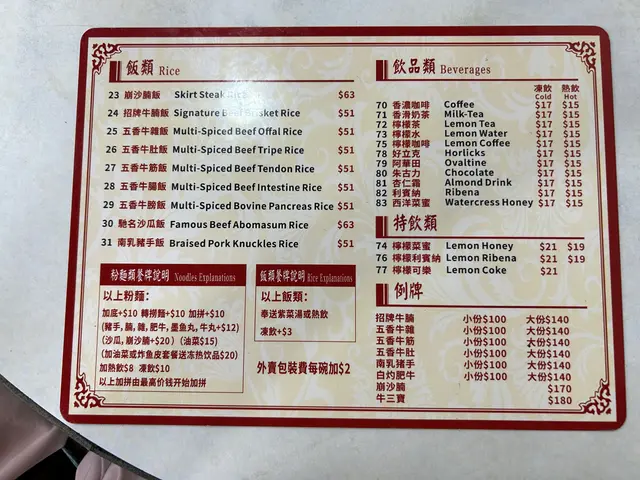 飯類 Rice
23 崩沙腩飯 Skirt Steak Rice $63
24 招牌牛腩飯 Signature Beef Brisket Rice $51
25 五香牛雜飯 Multi-Spiced Beef Offal Rice $51
26 五香牛肚飯 Multi-Spiced Beef Tripe Rice $51
27 五香牛筋飯 Multi-Spiced Beef Tendon Rice $51
28 五香牛腸飯 Multi-Spiced Beef Intestine Rice $51
29 五香牛膀飯 Multi-Spiced Bovine Pancreas Rice $51
30 馳名沙瓜飯 Famous Beef Abomasum Rice $63
31 南乳豬手飯 Braised Pork Knuckles Rice $51
粉麵類餐牌說明 Noodles Explanations
以上粉麵：
加底+$10 轉撈麵+$10 加拼+$10
(豬手,腩,雜,肥牛,墨魚丸,牛丸+$12)
(沙瓜,崩沙腩+$20) (油菜$15)
(加油菜或炸鱼皮套餐送冻热饮品$20)
加熱飲$8 凍飲$10
以上加拼由最高价钱开始加拼
飯類餐牌說明 Rice Explanations
以上飯類：
奉送紫菜湯或熱飲
凍飲+$3
外賣包裝費每碗加$2
飲品類 Beverages
凍飲 熱飲
Cold Hot
70 香濃咖啡 Coffee $17 $15
71 香滑奶茶 Milk-Tea $17 $15
72 檸檬茶 Lemon Tea $17 $15
73 檸檬水 Lemon Water $17 $15
75 檸檬咖啡 Lemon Coffee $17 $15
78 好立克 Horlicks $17 $15
79 阿華田 Ovaltine $17 $15
80 朱古力 Chocolate $17 $15
81 杏仁霜 Almond Drink $17 $15
82 利賓納 Ribena $17 $15
83 西洋菜蜜 Watercress Honey $17 $15
特飲類
74 檸檬菜蜜 Lemon Honey $21 $19
76 檸檬利賓納 Lemon Ribena $21 $19
77 檸檬可樂 Lemon Coke $21
例牌
招牌牛腩 小份$100 大份$140
五香牛雜 小份$100 大份$140
五香牛筋 小份$100 大份$140
五香牛肚 小份$100 大份$140
南乳豬手 小份$100 大份$140
白灼肥牛 小份$100 大份$140
崩沙腩 $170
牛三寶 $180